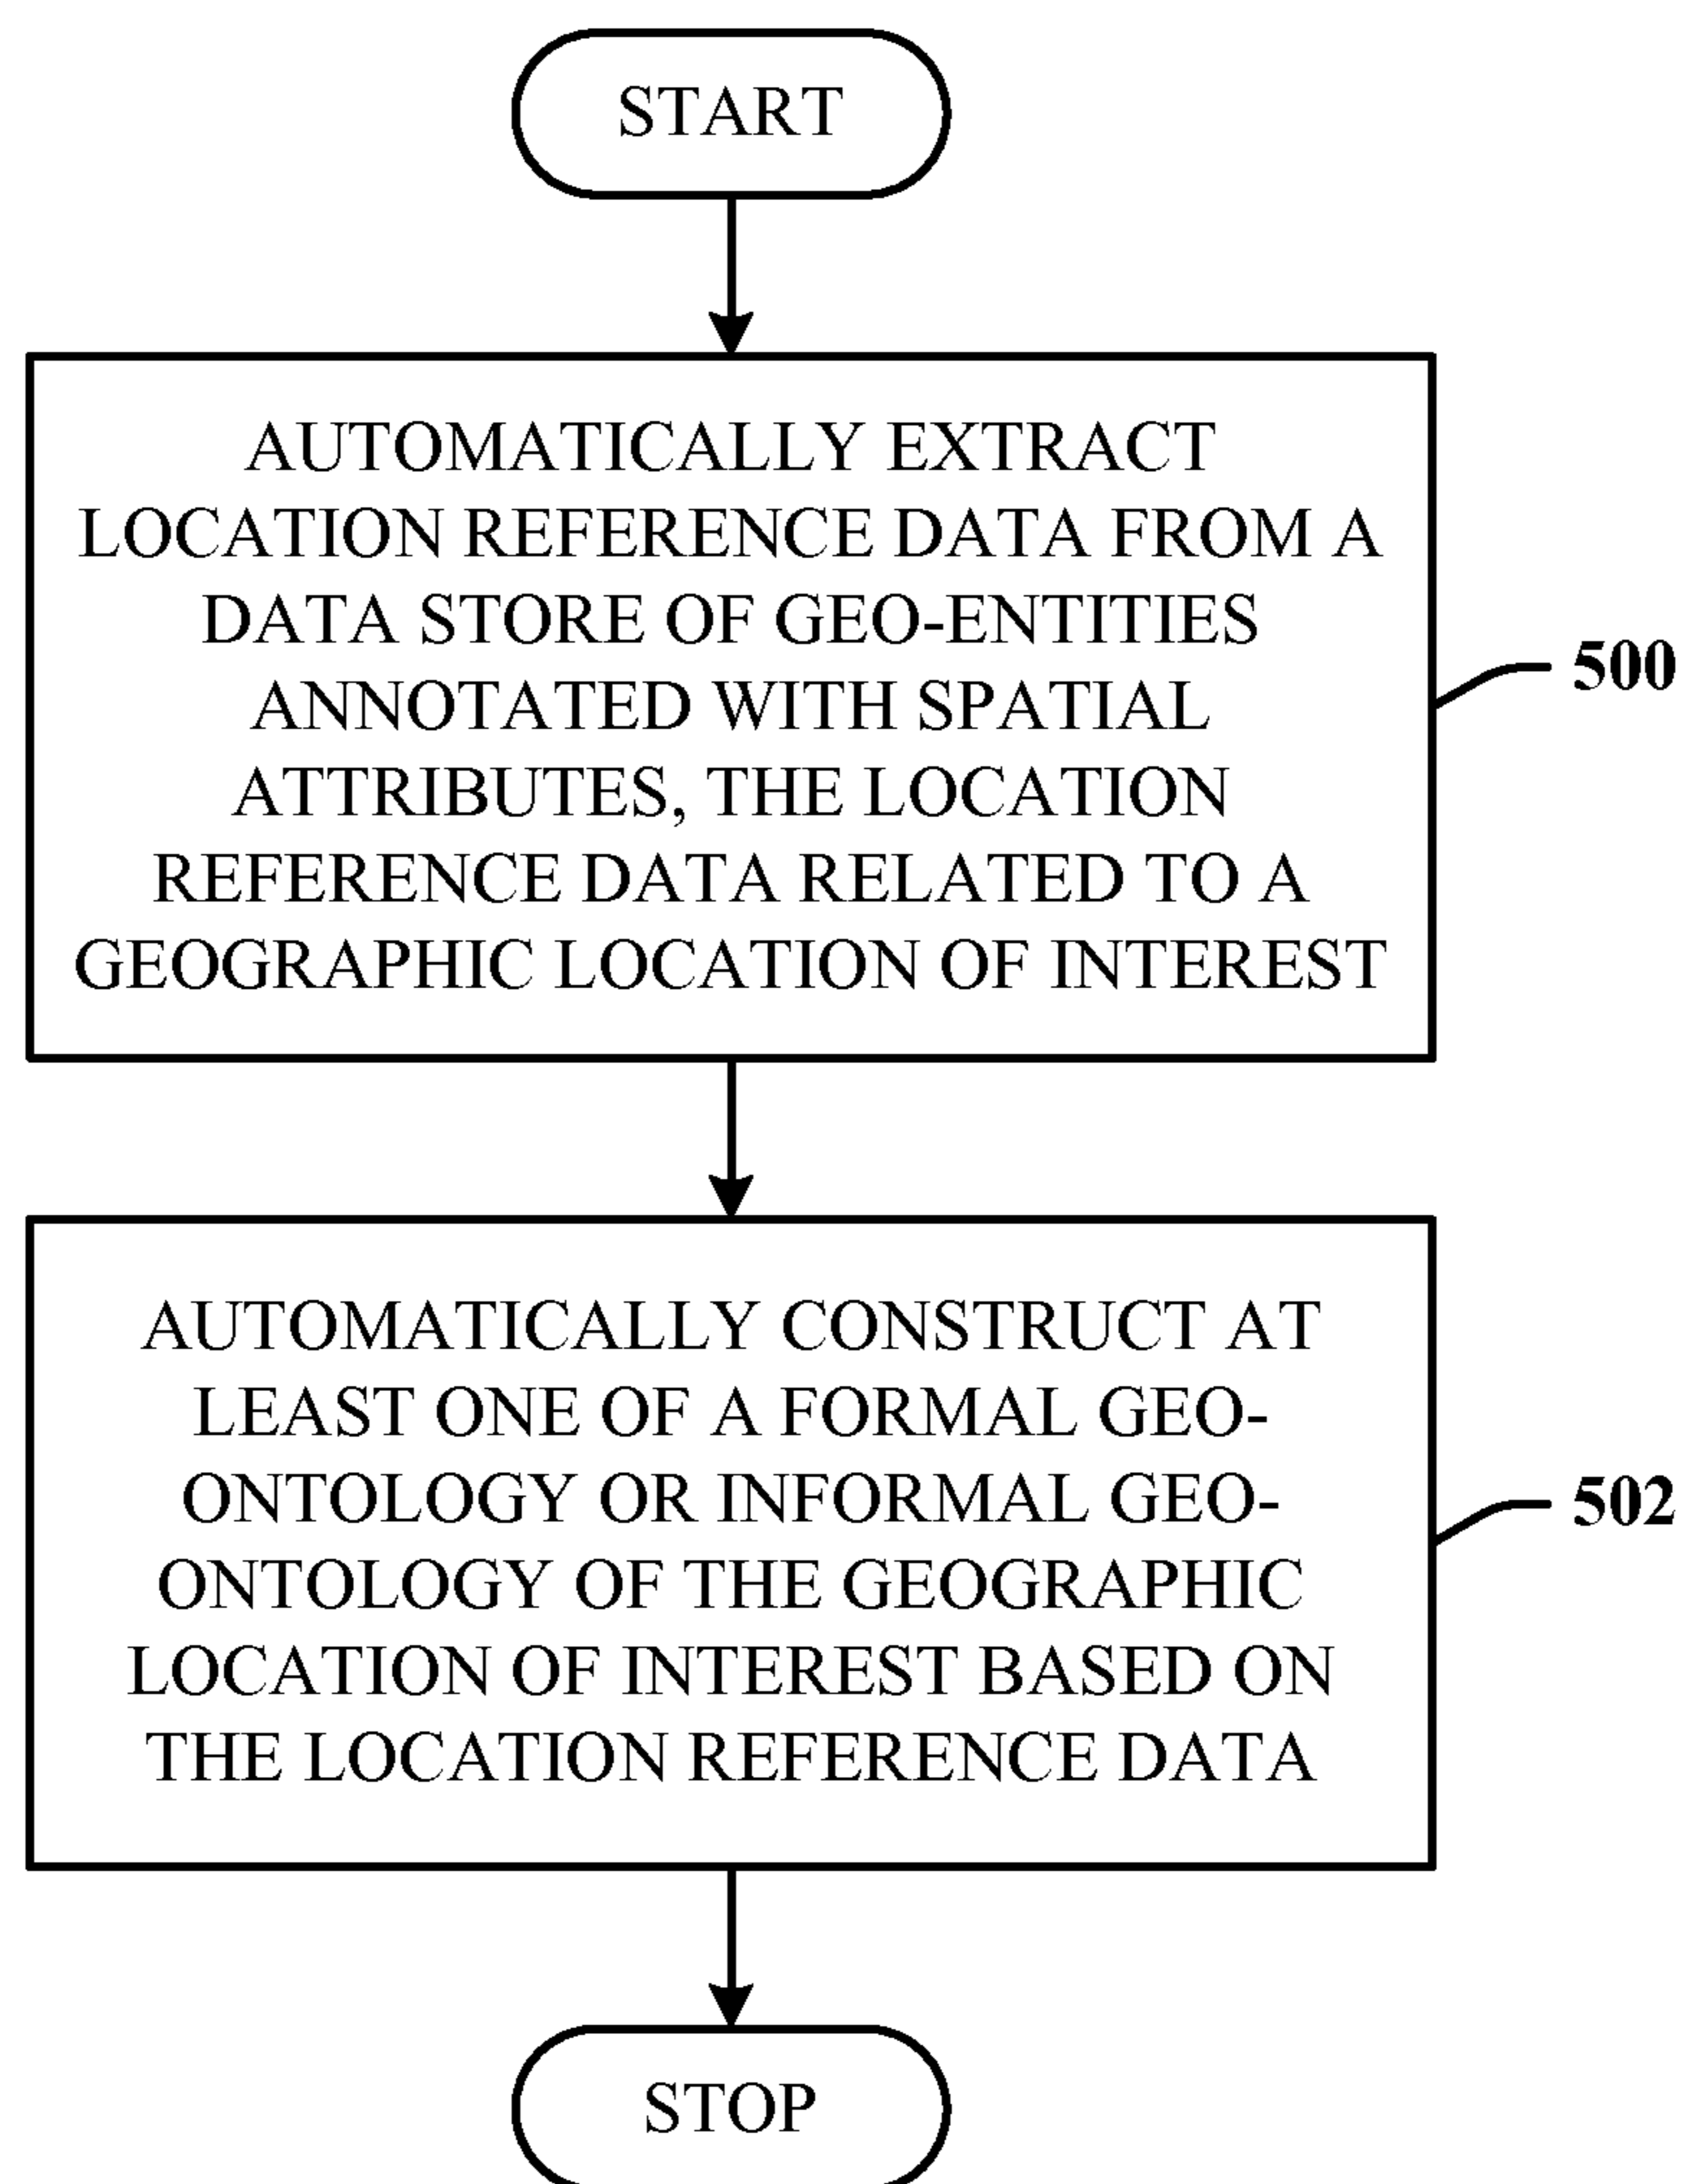 START
AUTOMATICALLY EXTRACT
LOCATION REFERENCE DATA FROM A
DATA STORE OF GEO-ENTITIES
ANNOTATED WITH SPATIAL
ATTRIBUTES, THE LOCATION
REFERENCE DATA RELATED TO A
GEOGRAPHIC LOCATION OF INTEREST
500
AUTOMATICALLY CONSTRUCT AT
LEAST ONE OF A FORMAL GEO-
ONTOLOGY OR INFORMAL GEO-
ONTOLOGY OF THE GEOGRAPHIC
LOCATION OF INTEREST BASED ON
THE LOCATION REFERENCE DATA
502
STOP